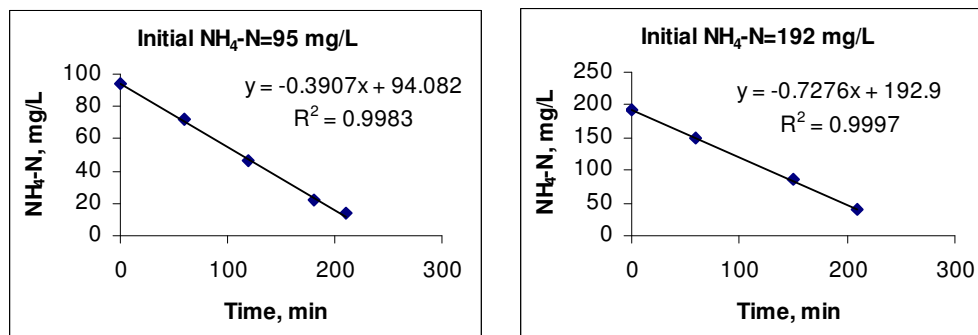 Initial NH₄-N=95 mg/L
y = -0.3907x + 94.082
R² = 0.9983
NH₄-N, mg/L
100
80
60
40
20
0
0 100 200 300
Time, min
Initial NH₄-N=192 mg/L
y = -0.7276x + 192.9
R² = 0.9997
NH₄-N, mg/L
250
200
150
100
50
0
0 100 200 300
Time, min